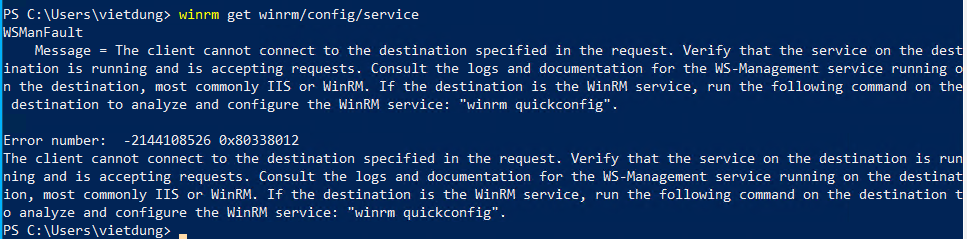 PS C:\Users\vietdung> winrm get winrm/config/service
WSManFault
    Message = The client cannot connect to the destination specified in the request. Verify that the service on the dest
ination is running and is accepting requests. Consult the logs and documentation for the WS-Management service running o
n the destination, most commonly IIS or WinRM. If the destination is the WinRM service, run the following command on the
 destination to analyze and configure the WinRM service: "winrm quickconfig".
Error number:  -2144108526 0x80338012
The client cannot connect to the destination specified in the request. Verify that the service on the destination is run
ning and is accepting requests. Consult the logs and documentation for the WS-Management service running on the destinat
ion, most commonly IIS or WinRM. If the destination is the WinRM service, run the following command on the destination t
o analyze and configure the WinRM service: "winrm quickconfig".
PS C:\Users\vietdung>